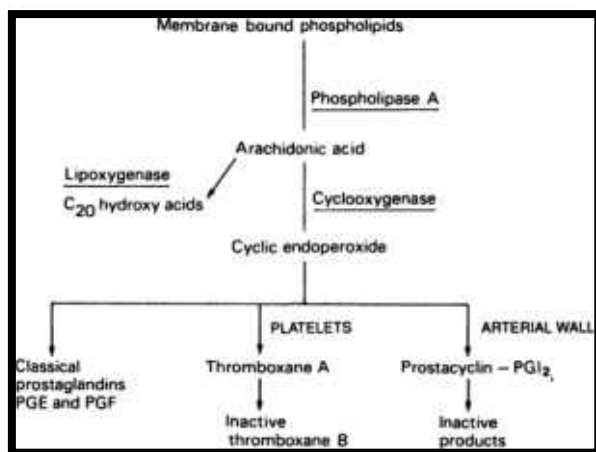 Membrane bound phospholipids
Phospholipase A
Arachidonic acid
Lipoxygenase
C20 hydroxy acids
Cyclooxygenase
Cyclic endoperoxide
PLATELETS
ARTERIAL WALL
Classical
prostaglandins
PGE and PGF
Thromboxane A
Prostacyclin – PGI2
Inactive
thromboxane B
Inactive
products